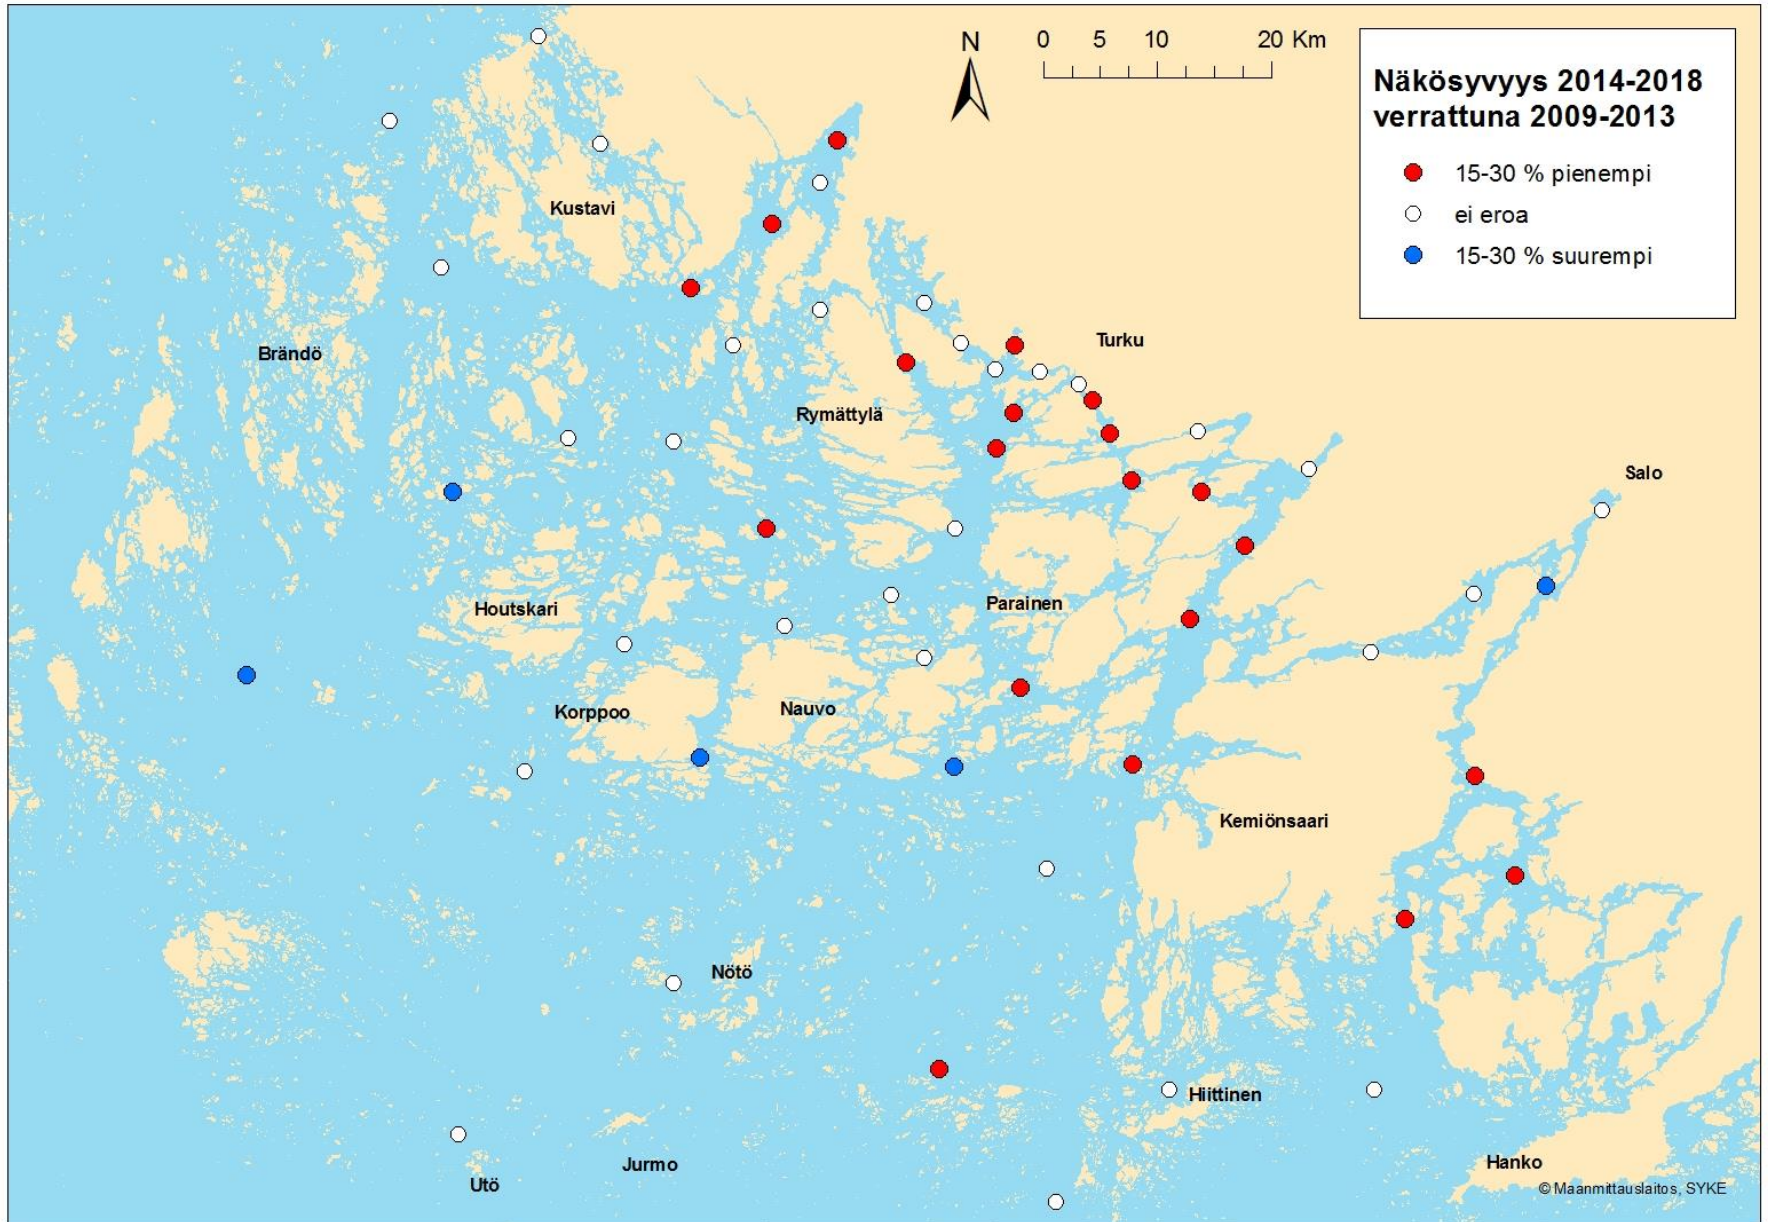 N
0 5 10 20 Km
Näkösyvyys 2014-2018
verrattuna 2009-2013
15-30 % pienempi
ei eroa
15-30 % suurempi
Kustavi
Turku
Brändö
Rymättylä
Salo
Houtskari
Parainen
Korppoo
Nauvo
Kemiönsaari
Nötö
Hiittinen
Jurmo
Hanko
Utö
© Maanmittauslaitos, SYKE